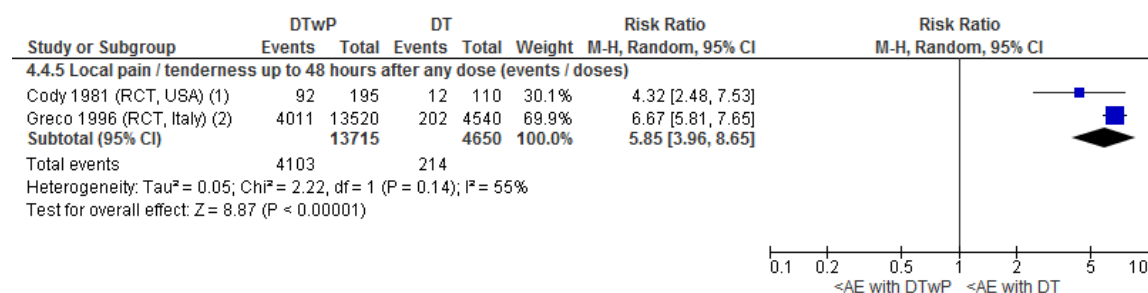 DTwP DT Risk Ratio Risk Ratio
Study or Subgroup Events Total Events Total Weight M-H, Random, 95% CI M-H, Random, 95% CI
4.4.5 Local pain / tenderness up to 48 hours after any dose (events / doses)
Cody 1981 (RCT, USA) (1) 92 195 12 110 30.1% 4.32 [2.48, 7.53]
Greco 1996 (RCT, Italy) (2) 4011 13520 202 4540 69.9% 6.67 [5.81, 7.65]
Subtotal (95% CI) 13715 4650 100.0% 5.85 [3.96, 8.65]
Total events 4103 214
Heterogeneity: Tau² = 0.05; Chi² = 2.22, df = 1 (P = 0.14); I² = 55%
Test for overall effect: Z = 8.87 (P < 0.00001)
0.1 0.2 0.5 1 2 5 10
<AE with DTwP <AE with DT